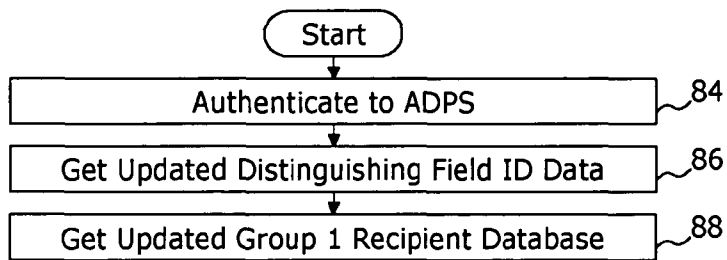 Start
Authenticate to ADPS
84
Get Updated Distinguishing Field ID Data
86
Get Updated Group 1 Recipient Database
88